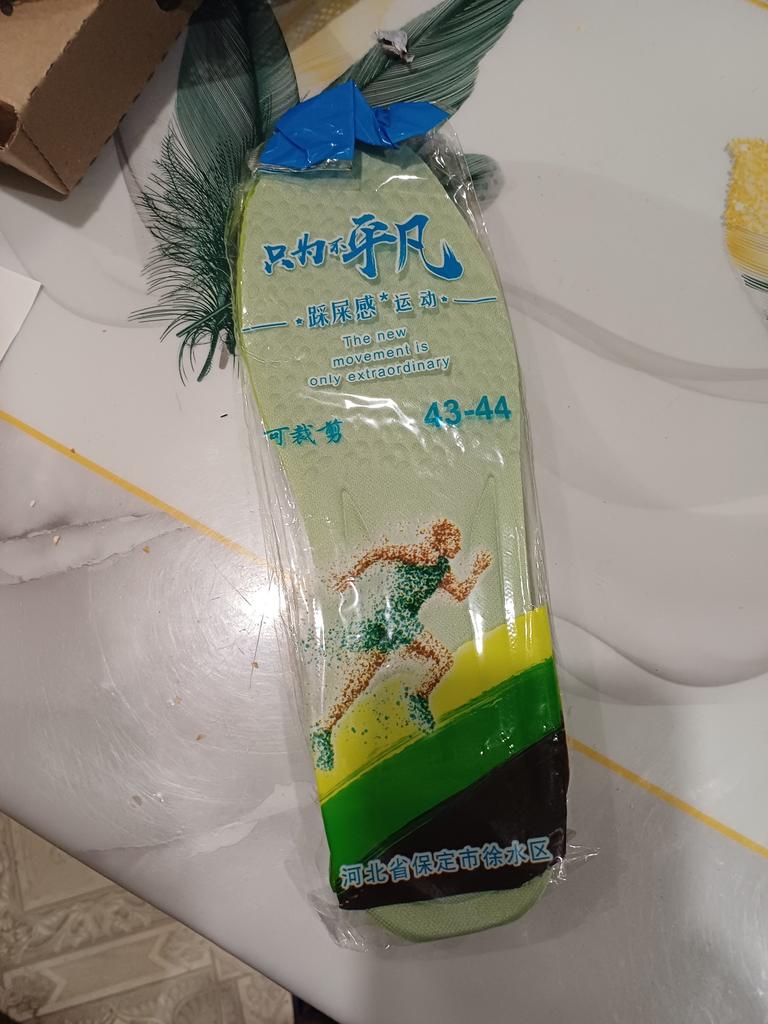 只为不平凡
踩屎感*运动
The new
movement is
only extraordinary
43-44
可裁剪
河北省保定市徐水区